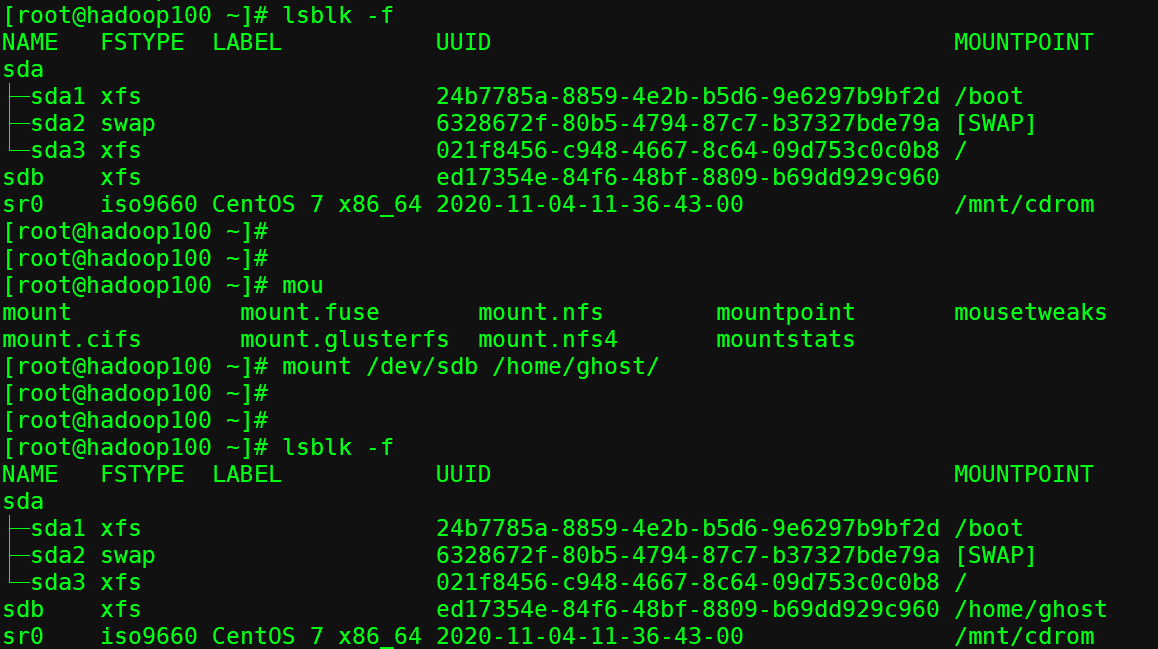 [root@hadoop100 ~]# lsblk -f
NAME   FSTYPE  LABEL           UUID                                 MOUNTPOINT
sda
├─sda1 xfs                     24b7785a-8859-4e2b-b5d6-9e6297b9bf2d /boot
├─sda2 swap                    6328672f-80b5-4794-87c7-b37327bde79a [SWAP]
└─sda3 xfs                     021f8456-c948-4667-8c64-09d753c0c0b8 /
sdb    xfs                     ed17354e-84f6-48bf-8809-b69dd929c960
sr0    iso9660 CentOS 7 x86_64 2020-11-04-11-36-43-00               /mnt/cdrom
[root@hadoop100 ~]#
[root@hadoop100 ~]#
[root@hadoop100 ~]# mou
mount            mount.fuse       mount.nfs        mountpoint       mousetweaks
mount.cifs       mount.glusterfs  mount.nfs4       mountstats
[root@hadoop100 ~]# mount /dev/sdb /home/ghost/
[root@hadoop100 ~]#
[root@hadoop100 ~]#
[root@hadoop100 ~]# lsblk -f
NAME   FSTYPE  LABEL           UUID                                 MOUNTPOINT
sda
├─sda1 xfs                     24b7785a-8859-4e2b-b5d6-9e6297b9bf2d /boot
├─sda2 swap                    6328672f-80b5-4794-87c7-b37327bde79a [SWAP]
└─sda3 xfs                     021f8456-c948-4667-8c64-09d753c0c0b8 /
sdb    xfs                     ed17354e-84f6-48bf-8809-b69dd929c960 /home/ghost
sr0    iso9660 CentOS 7 x86_64 2020-11-04-11-36-43-00               /mnt/cdrom